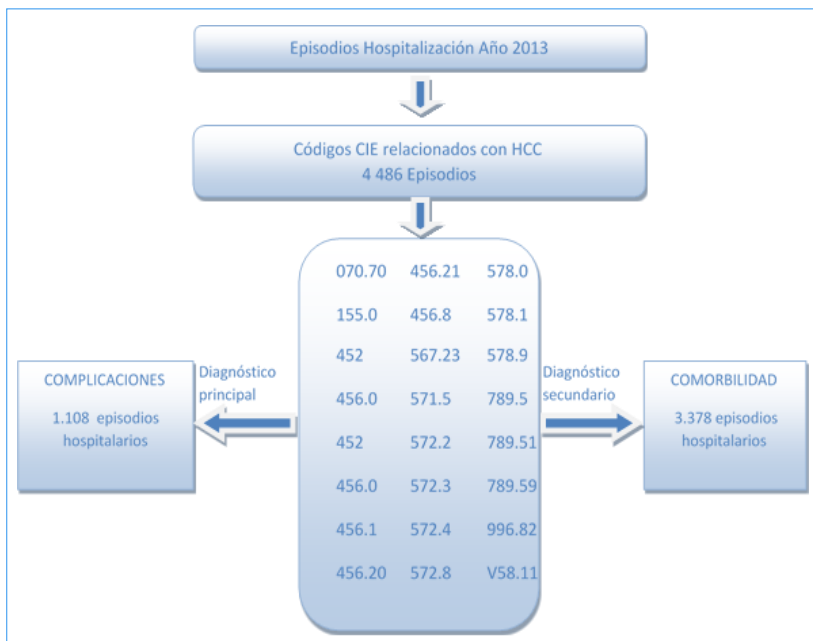 Episodios Hospitalización Año 2013
Códigos CIE relacionados con HCC
4 486 Episodios
070.70 456.21 578.0
155.0 456.8 578.1
452 567.23 578.9
456.0 571.5 789.5
452 572.2 789.51
456.0 572.3 789.59
456.1 572.4 996.82
456.20 572.8 V58.11
Diagnóstico
principal
COMPLICACIONES
1.108 episodios
hospitalarios
Diagnóstico
secundario
COMORBILIDAD
3.378 episodios
hospitalarios